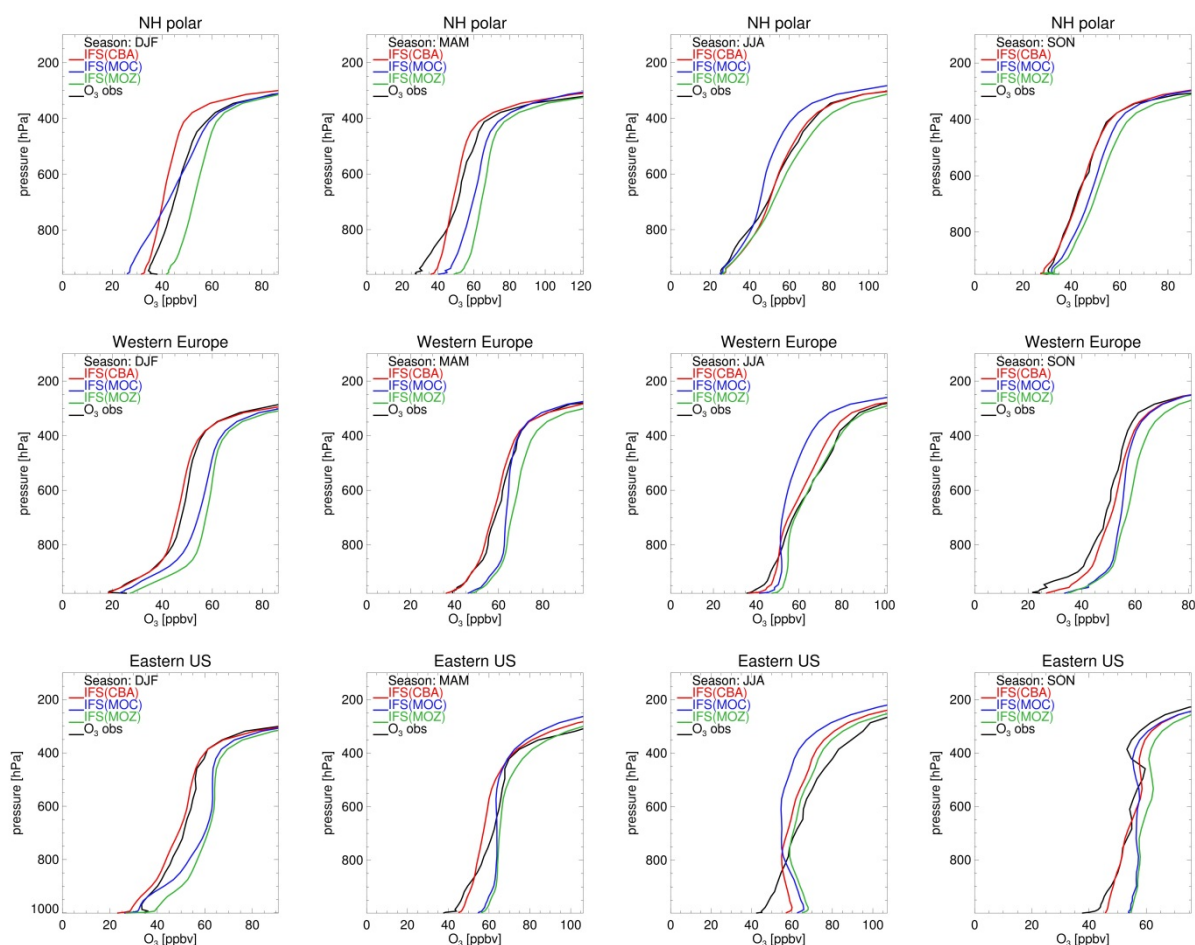 NH polar
Season: DJF
IFS(CBA)
IFS(MOC)
IFS(MOZ)
O₃ obs
pressure [hPa]
200
400
600
800
0 20 40 60 80
O₃ [ppbv]
NH polar
Season: MAM
IFS(CBA)
IFS(MOC)
IFS(MOZ)
O₃ obs
pressure [hPa]
200
400
600
800
0 20 40 60 80 100 120
O₃ [ppbv]
NH polar
Season: JJA
IFS(CBA)
IFS(MOC)
IFS(MOZ)
O₃ obs
pressure [hPa]
200
400
600
800
0 20 40 60 80 100
O₃ [ppbv]
NH polar
Season: SON
IFS(CBA)
IFS(MOC)
IFS(MOZ)
O₃ obs
pressure [hPa]
200
400
600
800
0 20 40 60 80
O₃ [ppbv]
Western Europe
Season: DJF
IFS(CBA)
IFS(MOC)
IFS(MOZ)
O₃ obs
pressure [hPa]
200
400
600
800
0 20 40 60 80
O₃ [ppbv]
Western Europe
Season: MAM
IFS(CBA)
IFS(MOC)
IFS(MOZ)
O₃ obs
pressure [hPa]
200
400
600
800
0 20 40 60 80
O₃ [ppbv]
Western Europe
Season: JJA
IFS(CBA)
IFS(MOC)
IFS(MOZ)
O₃ obs
pressure [hPa]
200
400
600
800
0 20 40 60 80 100
O₃ [ppbv]
Western Europe
Season: SON
IFS(CBA)
IFS(MOC)
IFS(MOZ)
O₃ obs
pressure [hPa]
200
400
600
800
0 20 40 60 80
O₃ [ppbv]
Eastern US
Season: DJF
IFS(CBA)
IFS(MOC)
IFS(MOZ)
O₃ obs
pressure [hPa]
200
400
600
800
1000
0 20 40 60 80
O₃ [ppbv]
Eastern US
Season: MAM
IFS(CBA)
IFS(MOC)
IFS(MOZ)
O₃ obs
pressure [hPa]
200
400
600
800
0 20 40 60 80 100
O₃ [ppbv]
Eastern US
Season: JJA
IFS(CBA)
IFS(MOC)
IFS(MOZ)
O₃ obs
pressure [hPa]
200
400
600
800
0 20 40 60 80 100
O₃ [ppbv]
Eastern US
Season: SON
IFS(CBA)
IFS(MOC)
IFS(MOZ)
O₃ obs
pressure [hPa]
200
400
600
800
0 20 40 60
O₃ [ppbv]